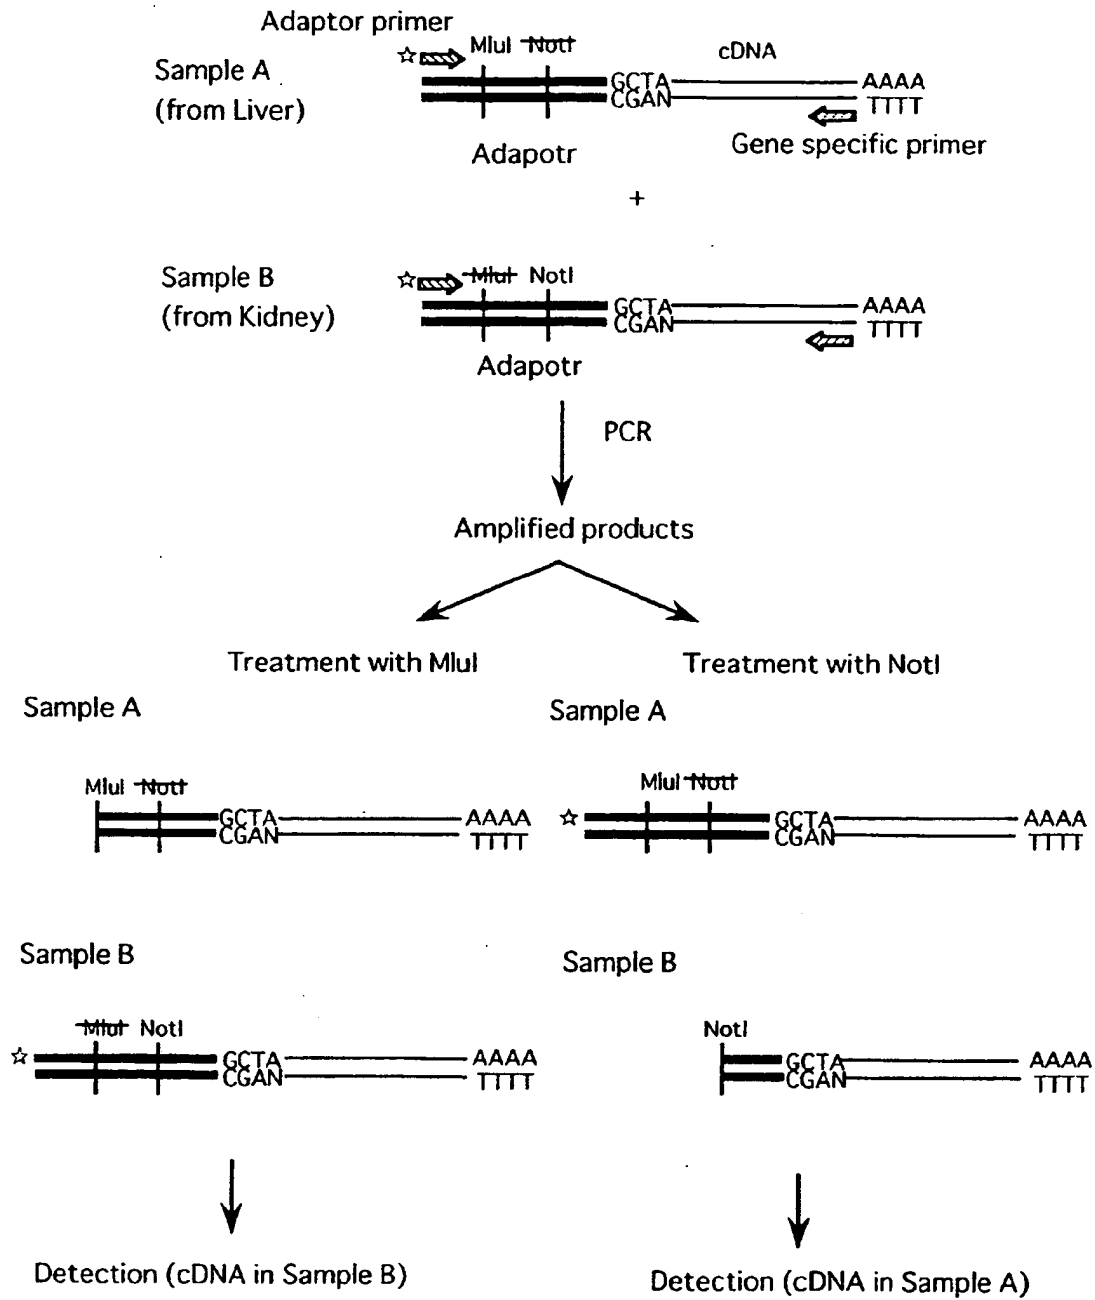 Adaptor primer
☆ MluI NotI
cDNA
Sample A
(from Liver)
GCTA AAAA
CGAN TTTT
Adapotr
Gene specific primer
+
Sample B
(from Kidney)
☆ MluI NotI
GCTA AAAA
CGAN TTTT
Adapotr
PCR
Amplified products
Treatment with MluI
Treatment with NotI
Sample A
Sample A
MluI NotI
GCTA AAAA
CGAN TTTT
MluI NotI
☆ GCTA AAAA
CGAN TTTT
Sample B
Sample B
MluI NotI
☆ GCTA AAAA
CGAN TTTT
NotI
GCTA AAAA
CGAN TTTT
Detection (cDNA in Sample B)
Detection (cDNA in Sample A)